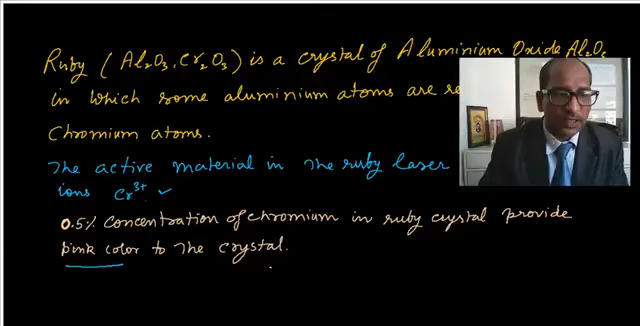 Ruby (Al₂O₃, Cr₂O₃) is a crystal of Aluminium Oxide Al₂O₃
in which some aluminium atoms are
Chromium atoms.
The active material in the ruby laser
ions Cr³⁺ ✓
0.5% concentration of chromium in ruby crystal provide
pink color to the crystal.